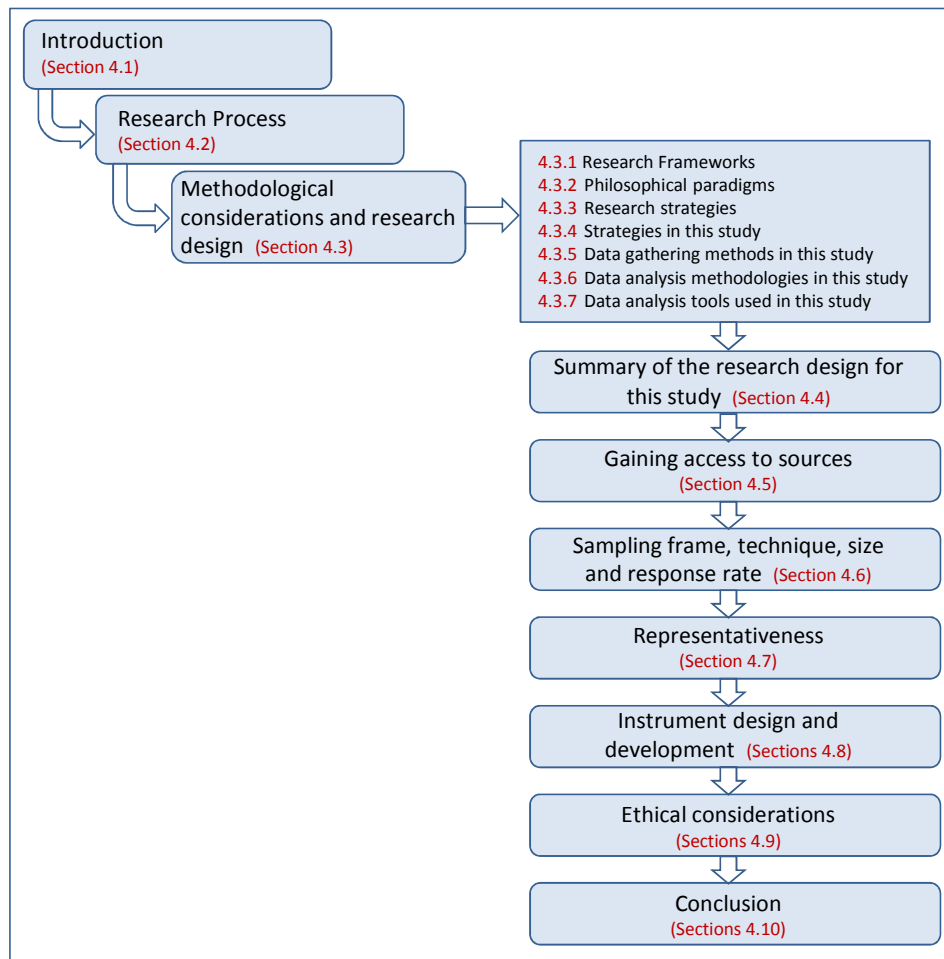 Introduction
(Section 4.1)
Research Process
(Section 4.2)
Methodological
considerations and research
design (Section 4.3)
4.3.1 Research Frameworks
4.3.2 Philosophical paradigms
4.3.3 Research strategies
4.3.4 Strategies in this study
4.3.5 Data gathering methods in this study
4.3.6 Data analysis methodologies in this study
4.3.7 Data analysis tools used in this study
Summary of the research design for
this study (Section 4.4)
Gaining access to sources
(Section 4.5)
Sampling frame, technique, size
and response rate (Section 4.6)
Representativeness
(Section 4.7)
Instrument design and
development (Sections 4.8)
Ethical considerations
(Sections 4.9)
Conclusion
(Sections 4.10)